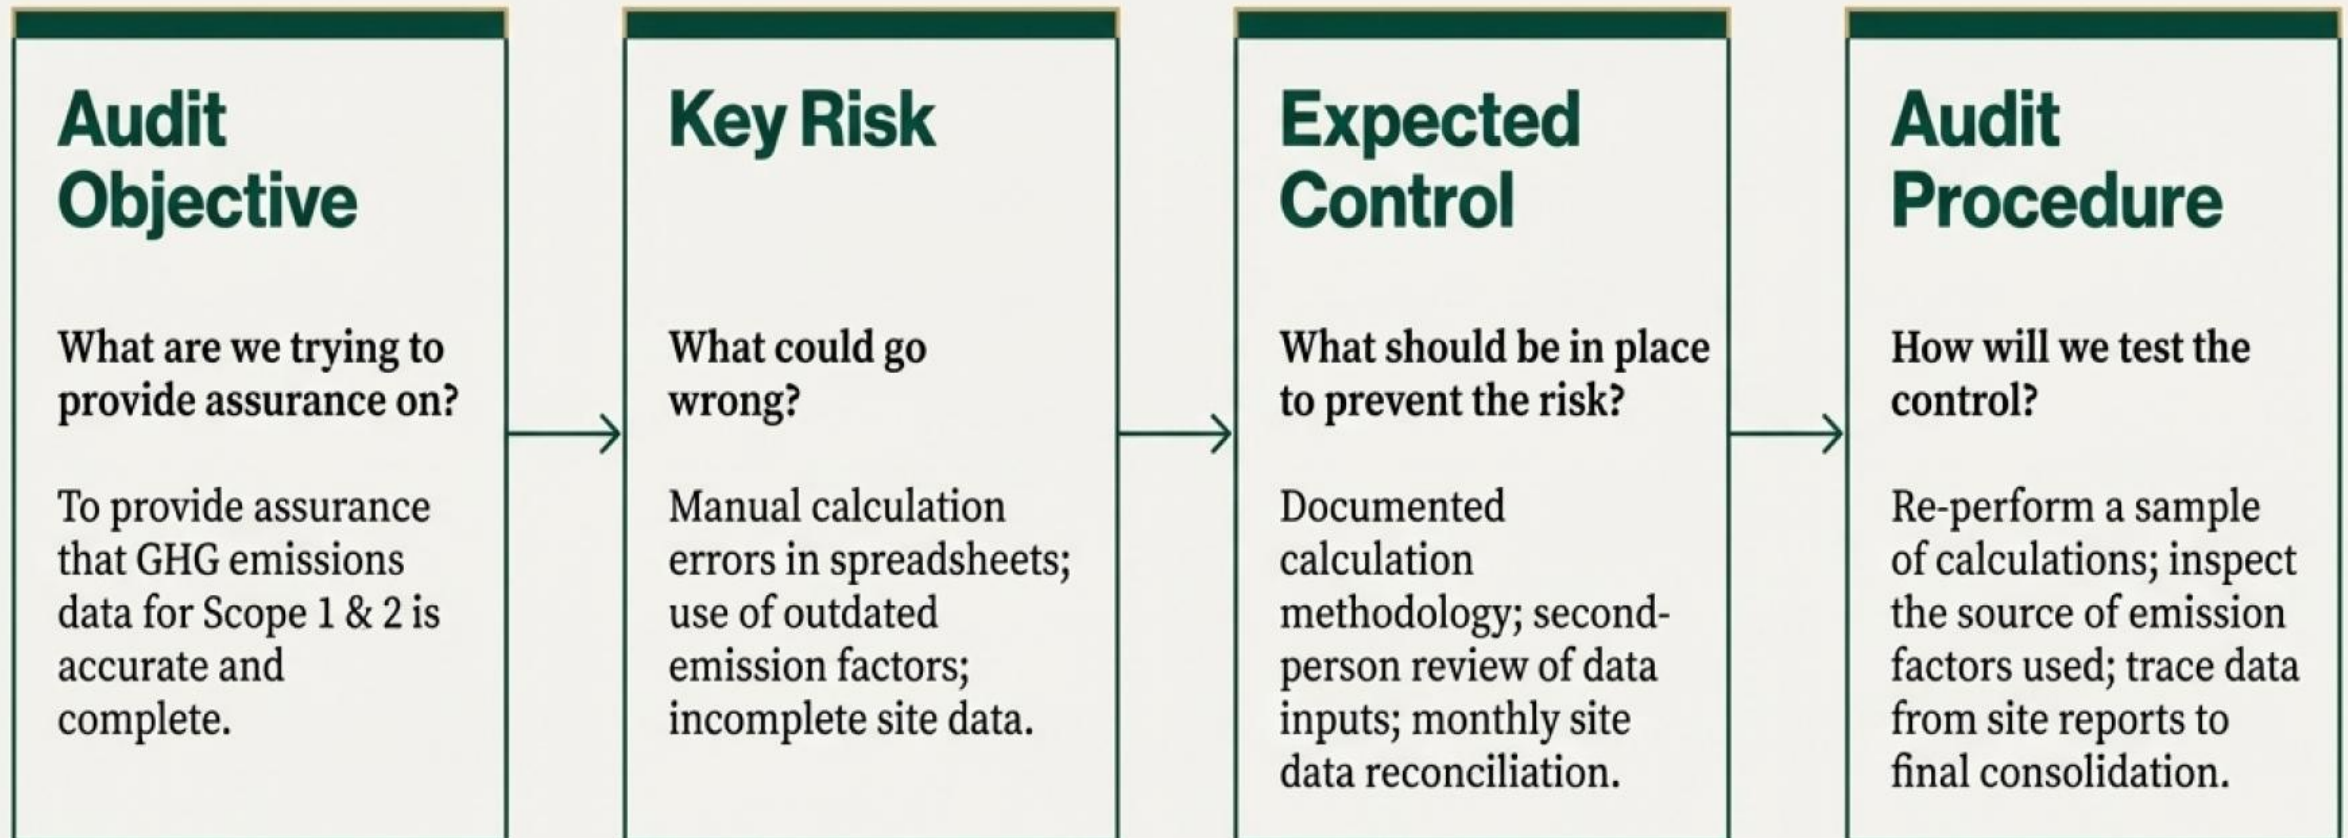 Audit
Objective
What are we trying to
provide assurance on?
To provide assurance
that GHG emissions
data for Scope 1 & 2 is
accurate and
complete.
Key Risk
What could go
wrong?
Manual calculation
errors in spreadsheets;
use of outdated
emission factors;
incomplete site data.
Expected
Control
What should be in place
to prevent the risk?
Documented
calculation
methodology; second-
person review of data
inputs; monthly site
data reconciliation.
Audit
Procedure
How will we test the
control?
Re-perform a sample
of calculations; inspect
the source of emission
factors used; trace data
from site reports to
final consolidation.